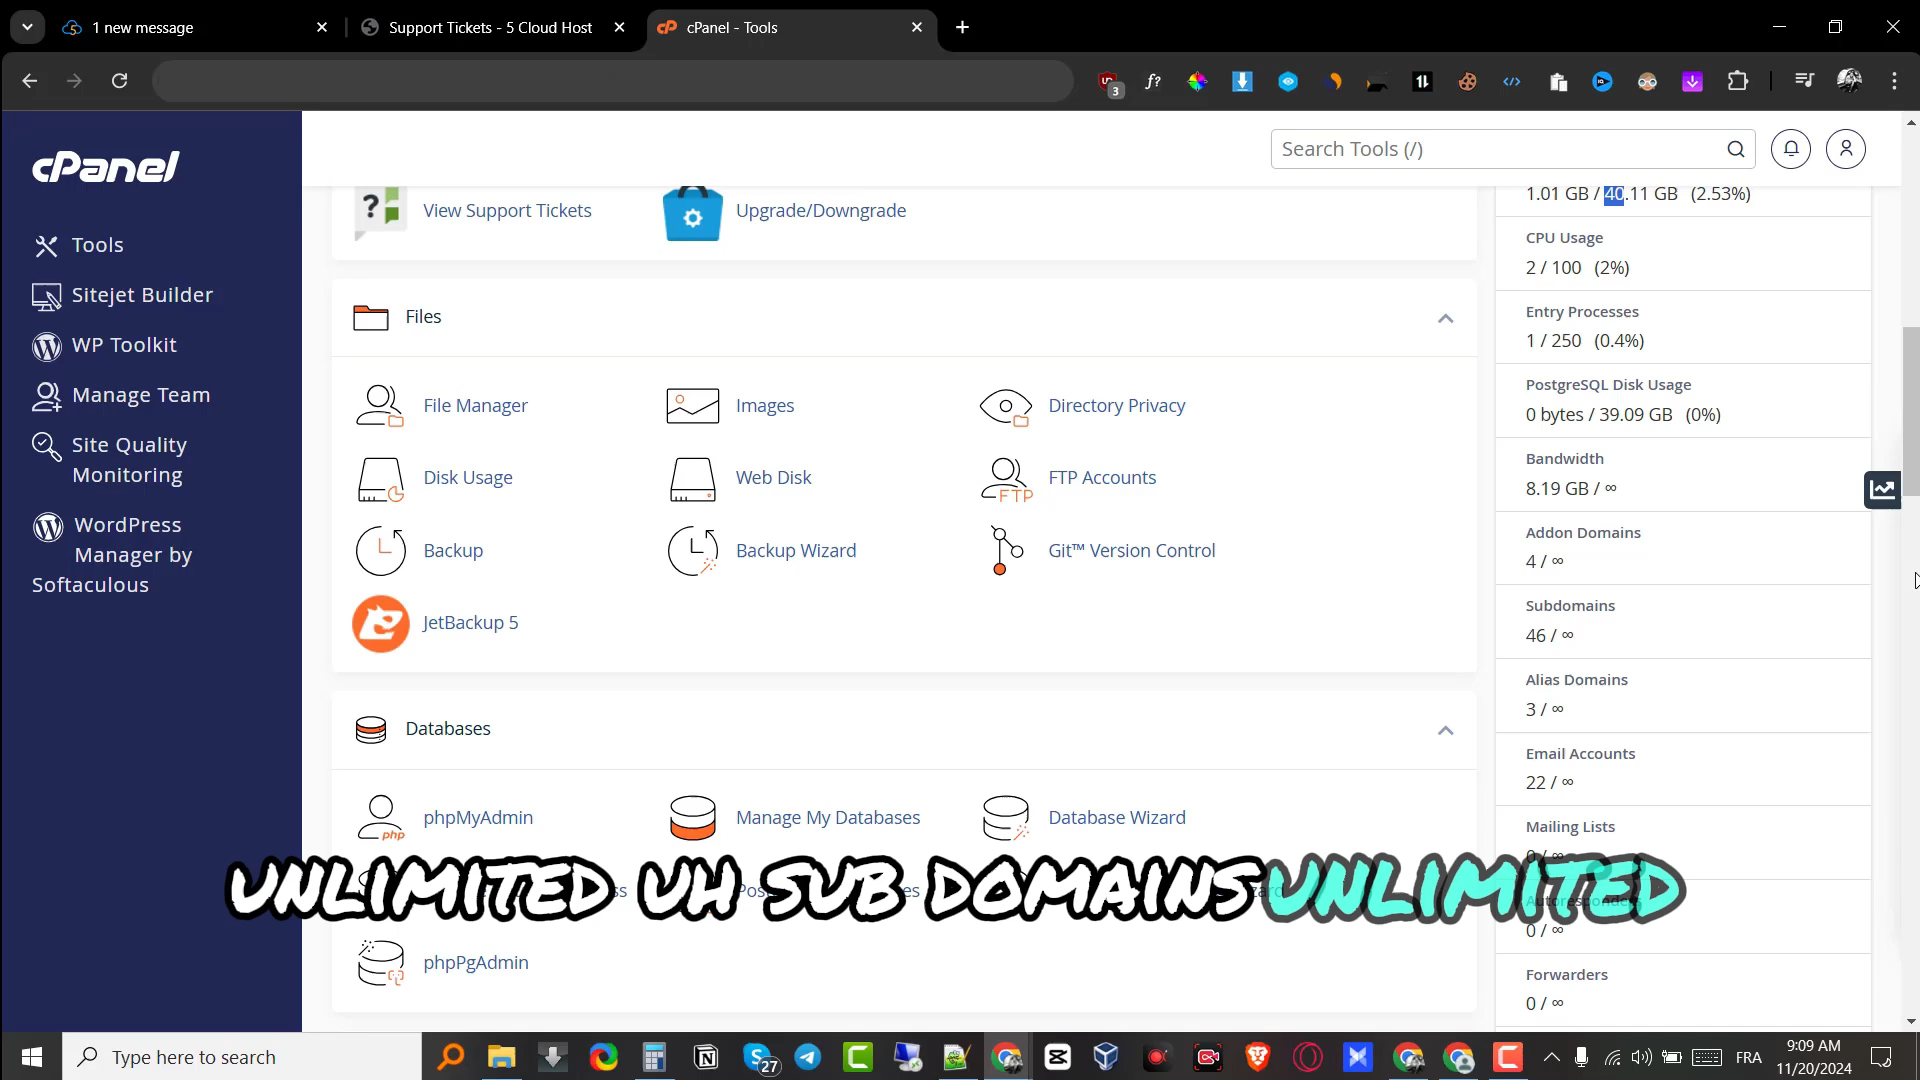 1 new message
Support Tickets - 5 Cloud Host
cPanel - Tools
3
cPanel
Search Tools (/)
Tools
Sitejet Builder
WP Toolkit
Manage Team
Site Quality
Monitoring
WordPress
Manager by
Softaculous
View Support Tickets
Upgrade/Downgrade
Files
File Manager
Images
Directory Privacy
Disk Usage
Web Disk
FTP Accounts
Backup
Backup Wizard
Git™ Version Control
JetBackup 5
Databases
phpMyAdmin
Manage My Databases
Database Wizard
phpPgAdmin
1.01 GB / 40.11 GB (2.53%)
CPU Usage
2 / 100 (2%)
Entry Processes
1 / 250 (0.4%)
PostgreSQL Disk Usage
0 bytes / 39.09 GB (0%)
Bandwidth
8.19 GB / ∞
Addon Domains
4 / ∞
Subdomains
46 / ∞
Alias Domains
3 / ∞
Email Accounts
22 / ∞
Mailing Lists
0 / ∞
Autoresponders
0 / ∞
Forwarders
0 / ∞
UNLIMITED UH SUB DOMAINS UNLIMITED
Type here to search
27
FRA
9:09 AM
11/20/2024